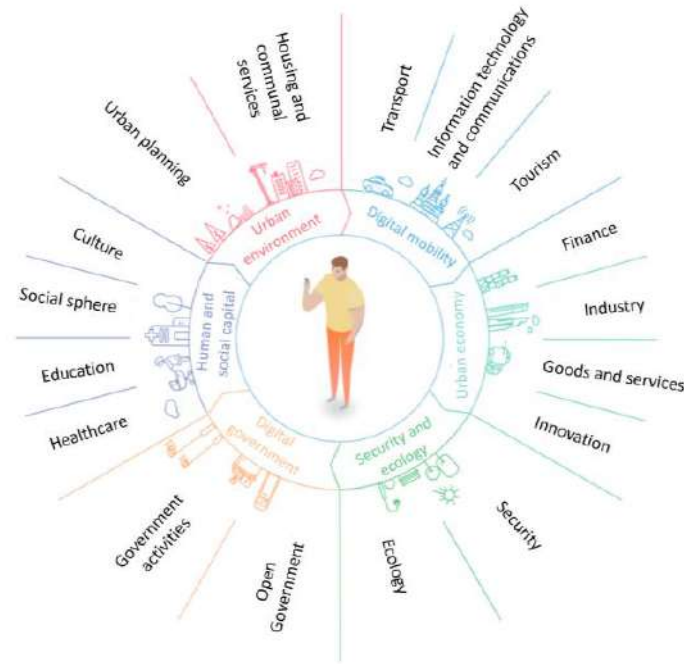 Housing and
communal
services
Transport
Information technology
and communications
Tourism
Finance
Industry
Goods and services
Innovation
Security
Ecology
Open
Government
Government
activities
Healthcare
Education
Social sphere
Culture
Urban planning
Urban
environment
Digital mobility
Urban economy
Security and
ecology
Digital
government
Human and
social capital